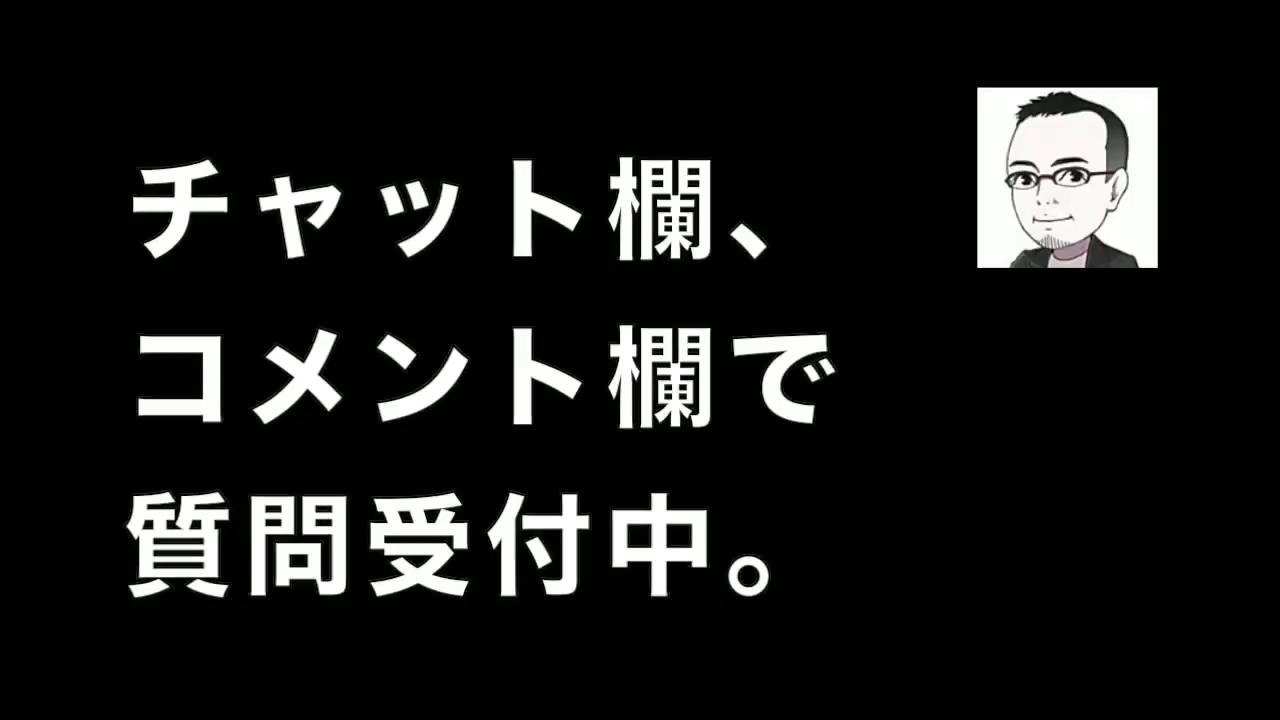 チャット欄、
コメント欄で
質問受付中。